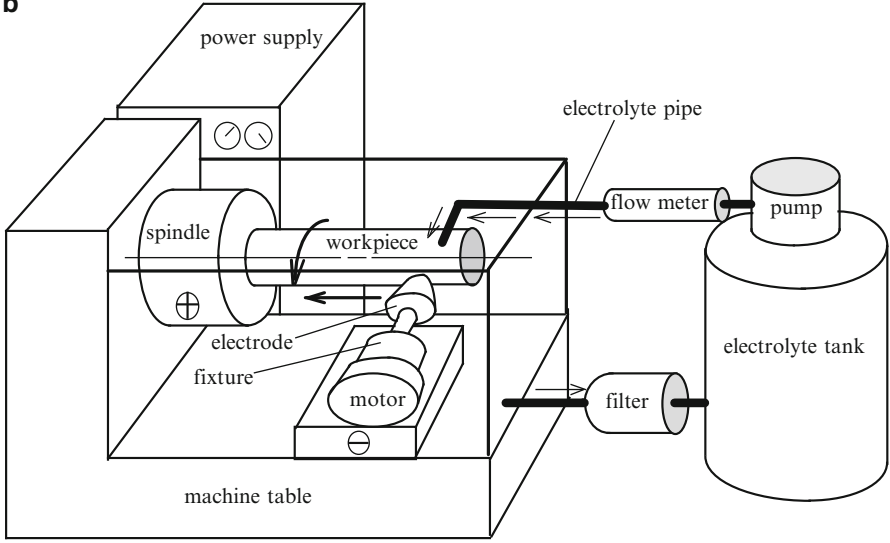 b
power supply
electrolyte pipe
flow meter
pump
spindle
workpiece
electrode
fixture
electrolyte tank
motor
filter
machine table